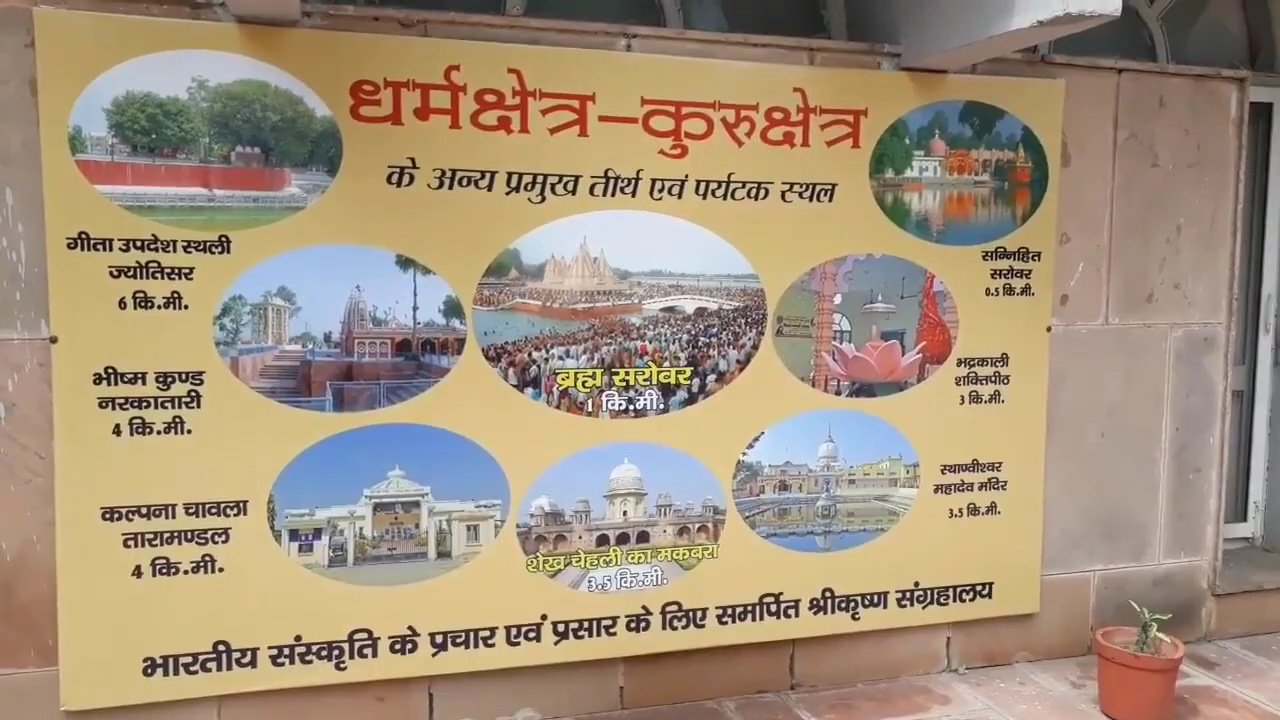 धर्मक्षेत्र-कुरुक्षेत्र
के अन्य प्रमुख तीर्थ एवं पर्यटक स्थल
गीता उपदेश स्थली
ज्योतिसर
6 कि.मी.
सन्निहित
सरोवर
0.5 कि.मी.
भीष्म कुण्ड
नरकातारी
4 कि.मी.
ब्रह्म सरोवर
1 कि.मी.
भद्रकाली
शक्तिपीठ
3 कि.मी.
कल्पना चावला
तारामण्डल
4 कि.मी.
शेख चेहली का मकबरा
3.5 कि.मी.
स्थाण्वीश्वर
महादेव मंदिर
3.5 कि.मी.
भारतीय संस्कृति के प्रचार एवं प्रसार के लिए समर्पित श्रीकृष्ण संग्रहालय